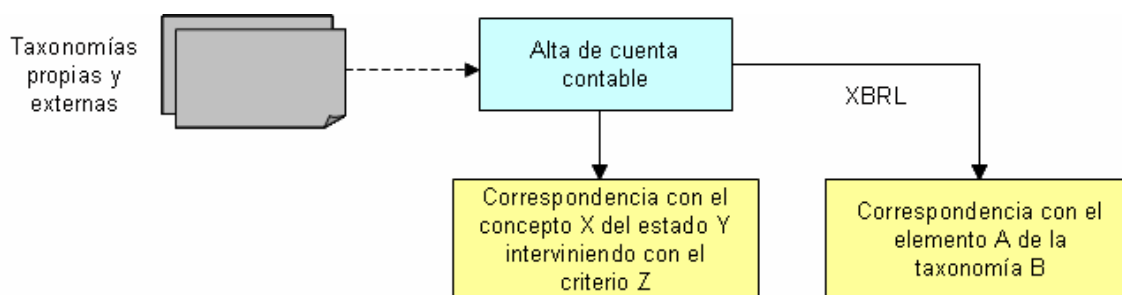 Taxonomías
propias y
externas
Alta de cuenta
contable
XBRL
Correspondencia con el
concepto X del estado Y
interviniendo con el
criterio Z
Correspondencia con el
elemento A de la
taxonomía B